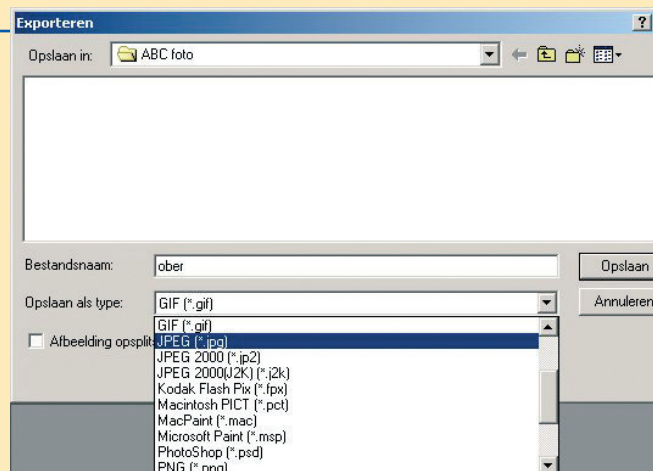 Exporteren
Opslaan in: ABC foto
Bestandsnaam: ober Opslaan
Opslaan als type: GIF (*.gif) Annuleren
GIF (*.gif)
Afbeelding opsplit JPEG (*.jpg)
JPEG 2000 (*.jp2)
JPEG 2000(J2K) (*.j2k)
Kodak Flash Pix (*.fpx)
Macintosh PICT (*.pct)
MacPaint (*.mac)
Microsoft Paint (*.msp)
PhotoShop (*.psd)
PNG (*.png)